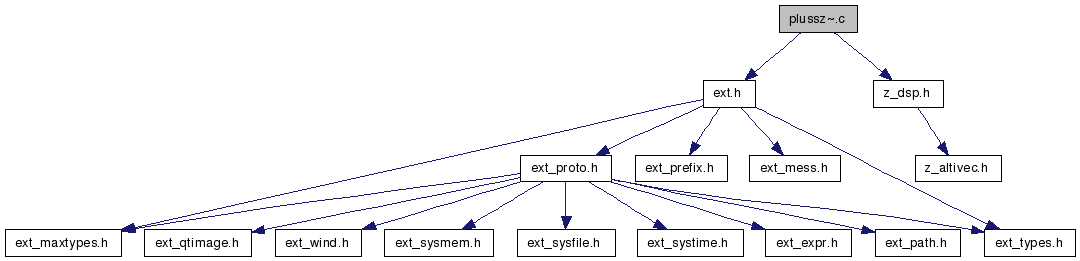 plussz~.c
ext.h
z_dsp.h
ext_proto.h
ext_prefix.h
ext_mess.h
z_altivec.h
ext_maxtypes.h
ext_qtimage.h
ext_wind.h
ext_sysmem.h
ext_sysfile.h
ext_systime.h
ext_expr.h
ext_path.h
ext_types.h